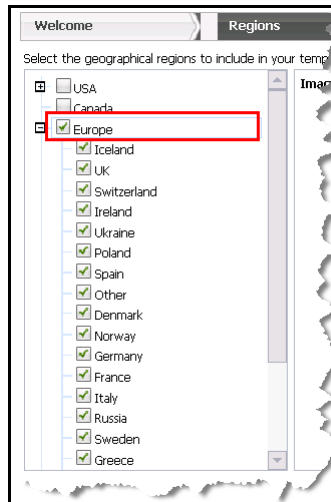 Welcome
Regions
Select the geographical regions to include in your temp
USA
Canada
Europe
Iceland
UK
Switzerland
Ireland
Ukraine
Poland
Spain
Other
Denmark
Norway
Germany
France
Italy
Russia
Sweden
Greece